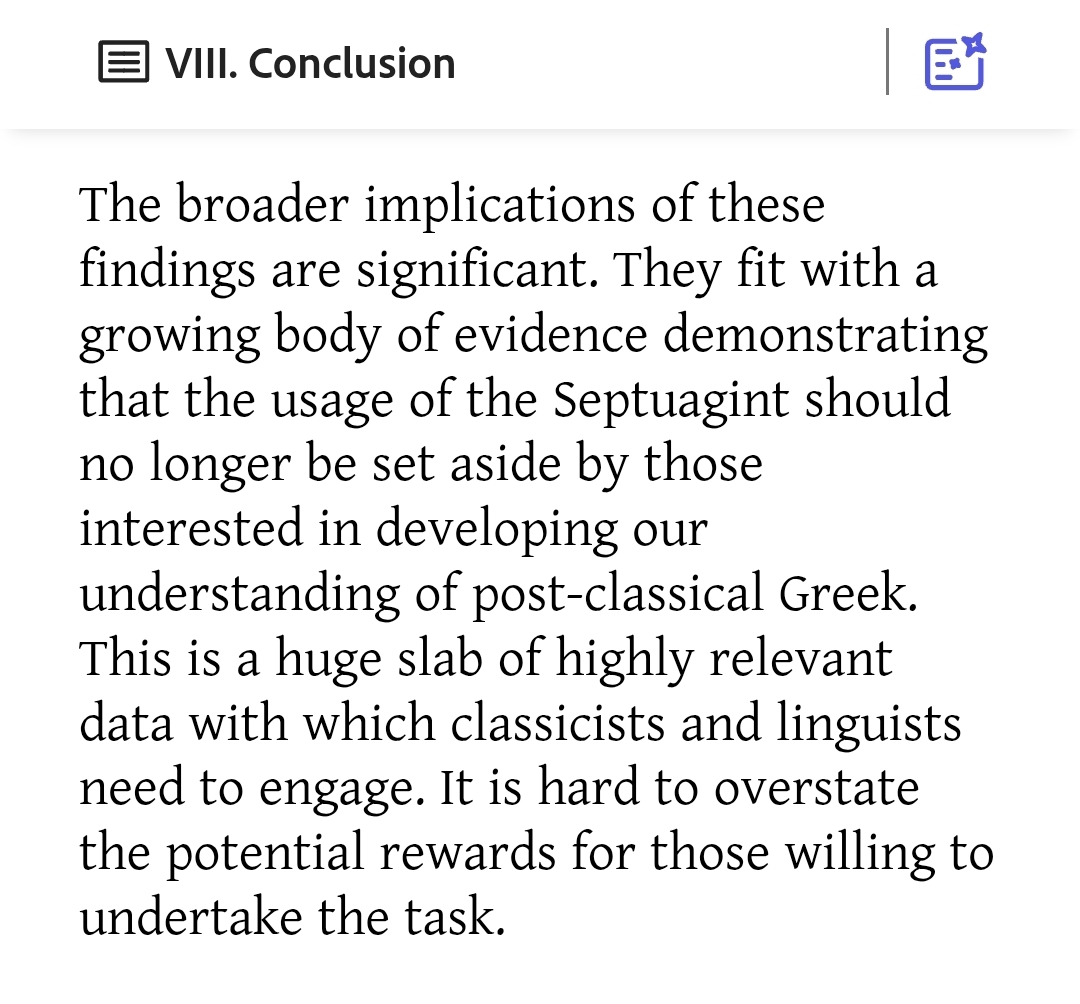 VIII. Conclusion
The broader implications of these
findings are significant. They fit with a
growing body of evidence demonstrating
that the usage of the Septuagint should
no longer be set aside by those
interested in developing our
understanding of post-classical Greek.
This is a huge slab of highly relevant
data with which classicists and linguists
need to engage. It is hard to overstate
the potential rewards for those willing to
undertake the task.